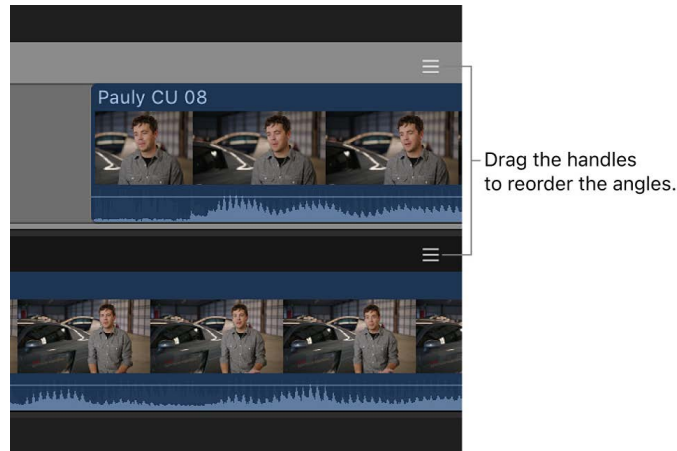 Pauly CU 08
Drag the handles
to reorder the angles.